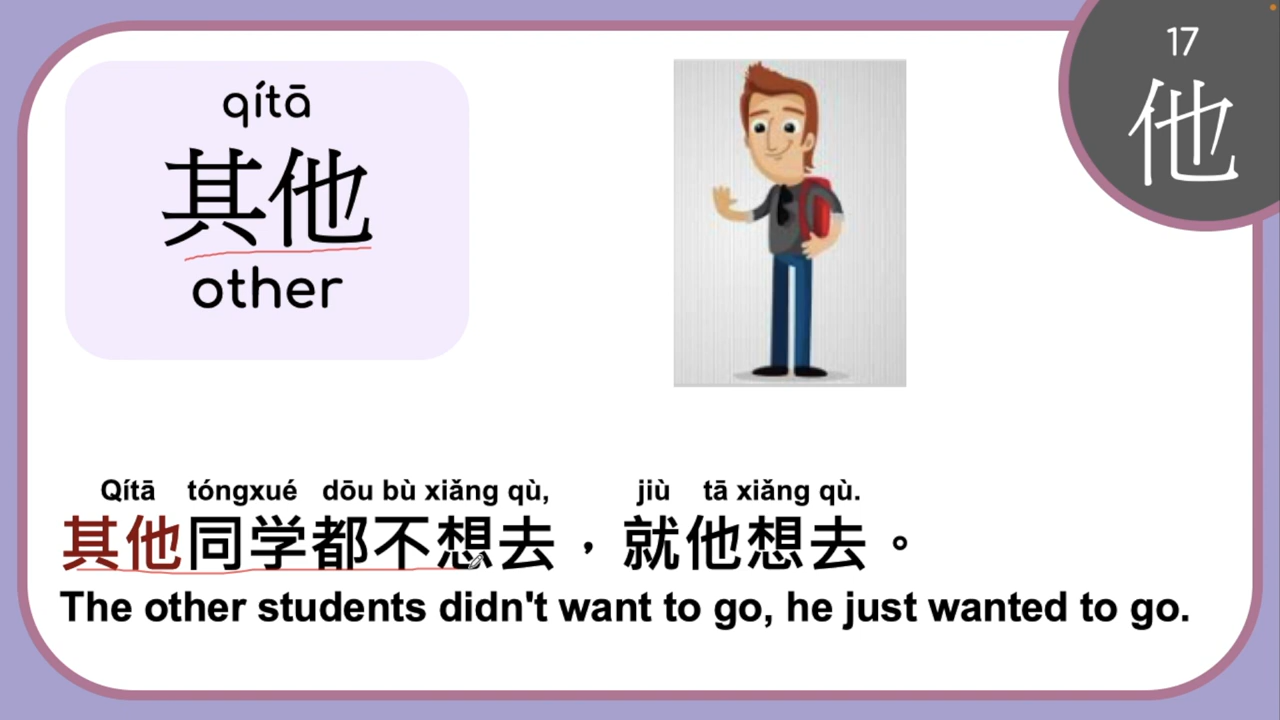 17
他
qítā
其他
other
Qítā tóngxué dōu bù xiǎng qù, jiù tā xiǎng qù.
其他同学都不想去，就他想去。
The other students didn't want to go, he just wanted to go.